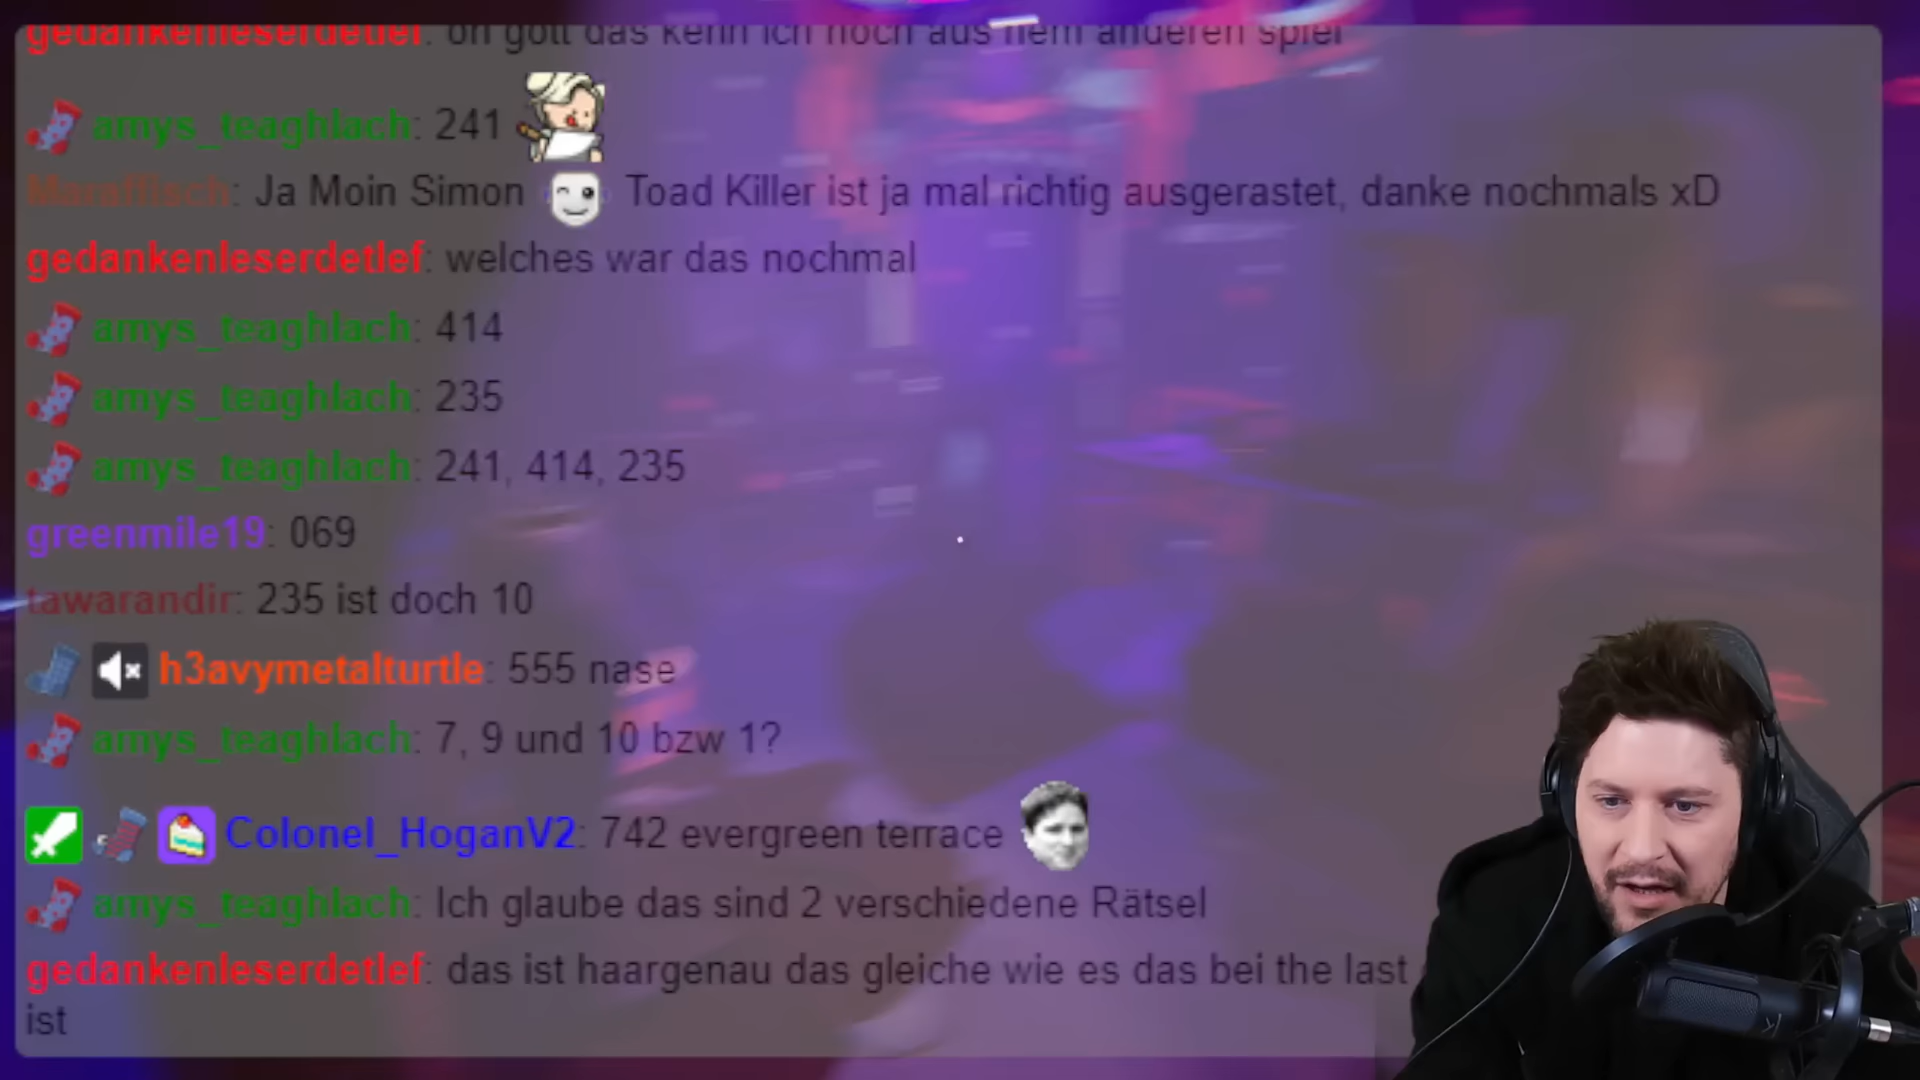 gedankenleserdetlef: oh gott das kenn ich noch aus nem anderen spiel
amys_teaghlach: 241
Maraffisch: Ja Moin Simon Toad Killer ist ja mal richtig ausgerastet, danke nochmals xD
gedankenleserdetlef: welches war das nochmal
amys_teaghlach: 414
amys_teaghlach: 235
amys_teaghlach: 241, 414, 235
greenmile19: 069
tawarandir: 235 ist doch 10
h3avymetalturtle: 555 nase
amys_teaghlach: 7, 9 und 10 bzw 1?
Colonel_HoganV2: 742 evergreen terrace
amys_teaghlach: Ich glaube das sind 2 verschiedene Rätsel
gedankenleserdetlef: das ist haargenau das gleiche wie es das bei the last
ist